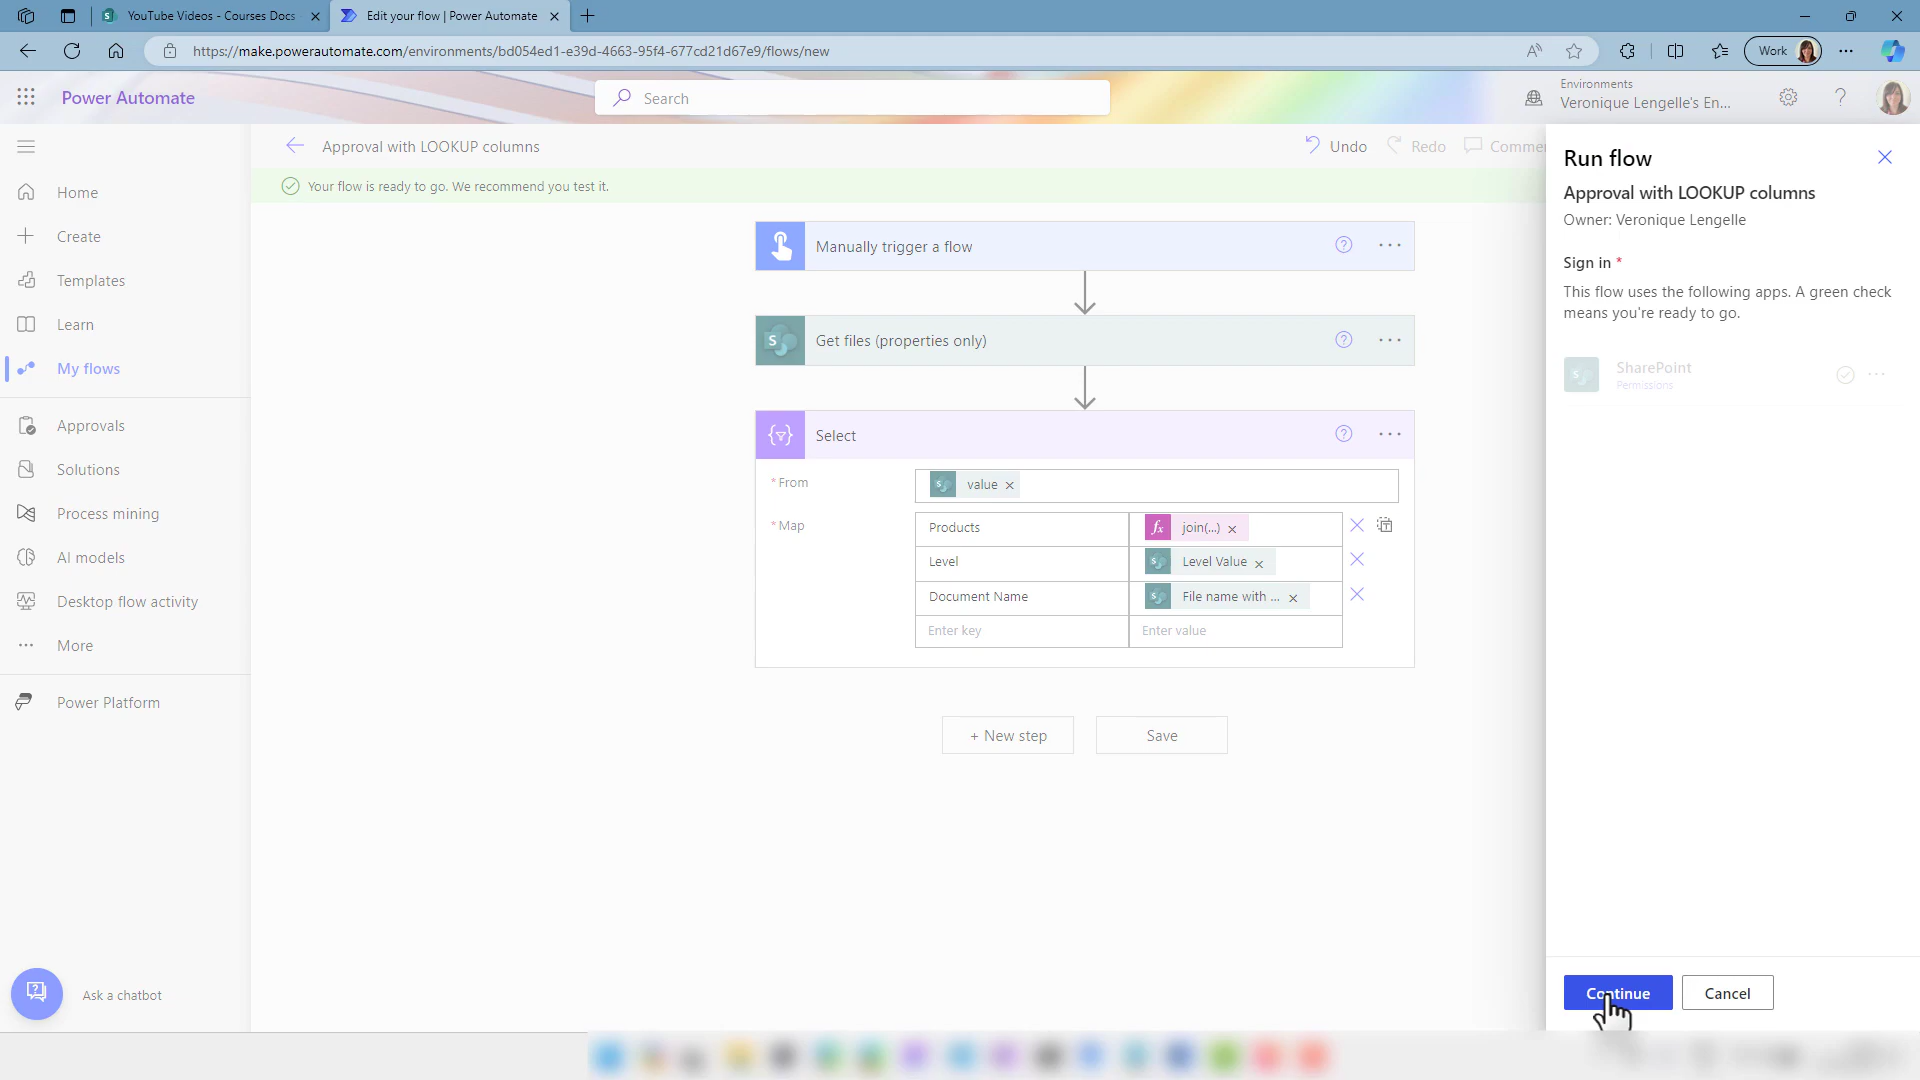 YouTube Videos - Courses Docs
Edit your flow | Power Automate
https://make.powerautomate.com/environments/bd054ed1-e39d-4663-95f4-677cd21d67e9/flows/new
Work
Power Automate
Search
Environments
Veronique Lengelle's En...
Approval with LOOKUP columns
Undo
Redo
Commen
Your flow is ready to go. We recommend you test it.
Home
Create
Templates
Learn
My flows
Approvals
Solutions
Process mining
AI models
Desktop flow activity
More
Power Platform
Ask a chatbot
Manually trigger a flow
Get files (properties only)
Select
* From
value
* Map
Products
join(...)
Level
Level Value
Document Name
File name with ...
Enter key
Enter value
+ New step
Save
Run flow
Approval with LOOKUP columns
Owner: Veronique Lengelle
Sign in *
This flow uses the following apps. A green check
means you're ready to go.
SharePoint
Permissions
Continue
Cancel